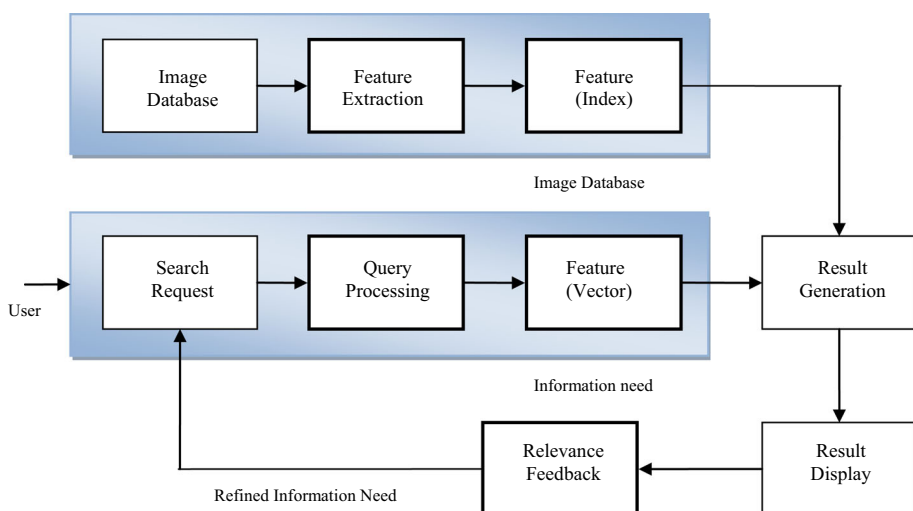 Image
Database
Feature
Extraction
Feature
(Index)
Image Database
User
Search
Request
Query
Processing
Feature
(Vector)
Result
Generation
Information need
Relevance
Feedback
Result
Display
Refined Information Need